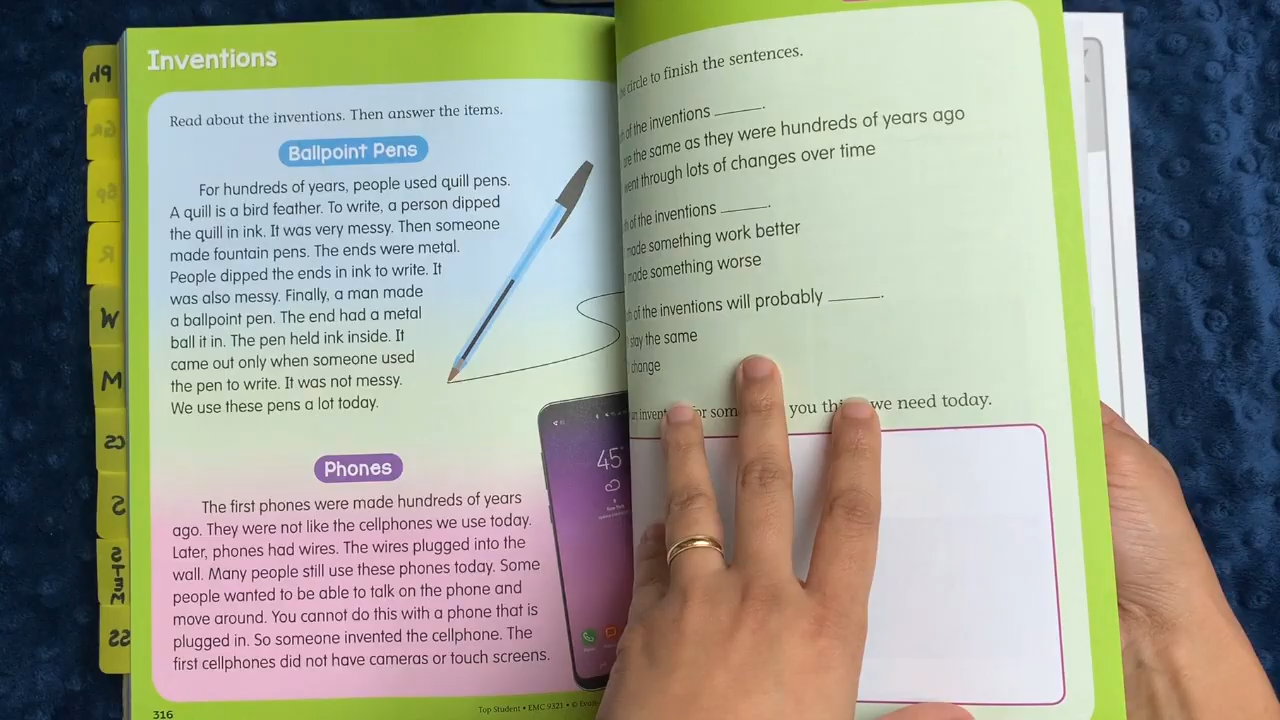 Inventions
Read about the inventions. Then answer the items.
Ballpoint Pens
For hundreds of years, people used quill pens.
A quill is a bird feather. To write, a person dipped
the quill in ink. It was very messy. Then someone
made fountain pens. The ends were metal.
People dipped the ends in ink to write. It
was also messy. Finally, a man made
a ballpoint pen. The end had a metal
ball it in. The pen held ink inside. It
came out only when someone used
the pen to write. It was not messy.
We use these pens a lot today.
Phones
The first phones were made hundreds of years
ago. They were not like the cellphones we use today.
Later, phones had wires. The wires plugged into the
wall. Many people still use these phones today. Some
people wanted to be able to talk on the phone and
move around. You cannot do this with a phone that is
plugged in. So someone invented the cellphone. The
first cellphones did not have cameras or touch screens.
45
316
Top Student • EMC 9321 • ©
circle to finish the sentences.
of the inventions _____.
the same as they were hundreds of years ago
through lots of changes over time
of the inventions _____.
made something work better
made something worse
of the inventions will probably _____.
stay the same
change
you we need today.
W
M
S
STEM
SS